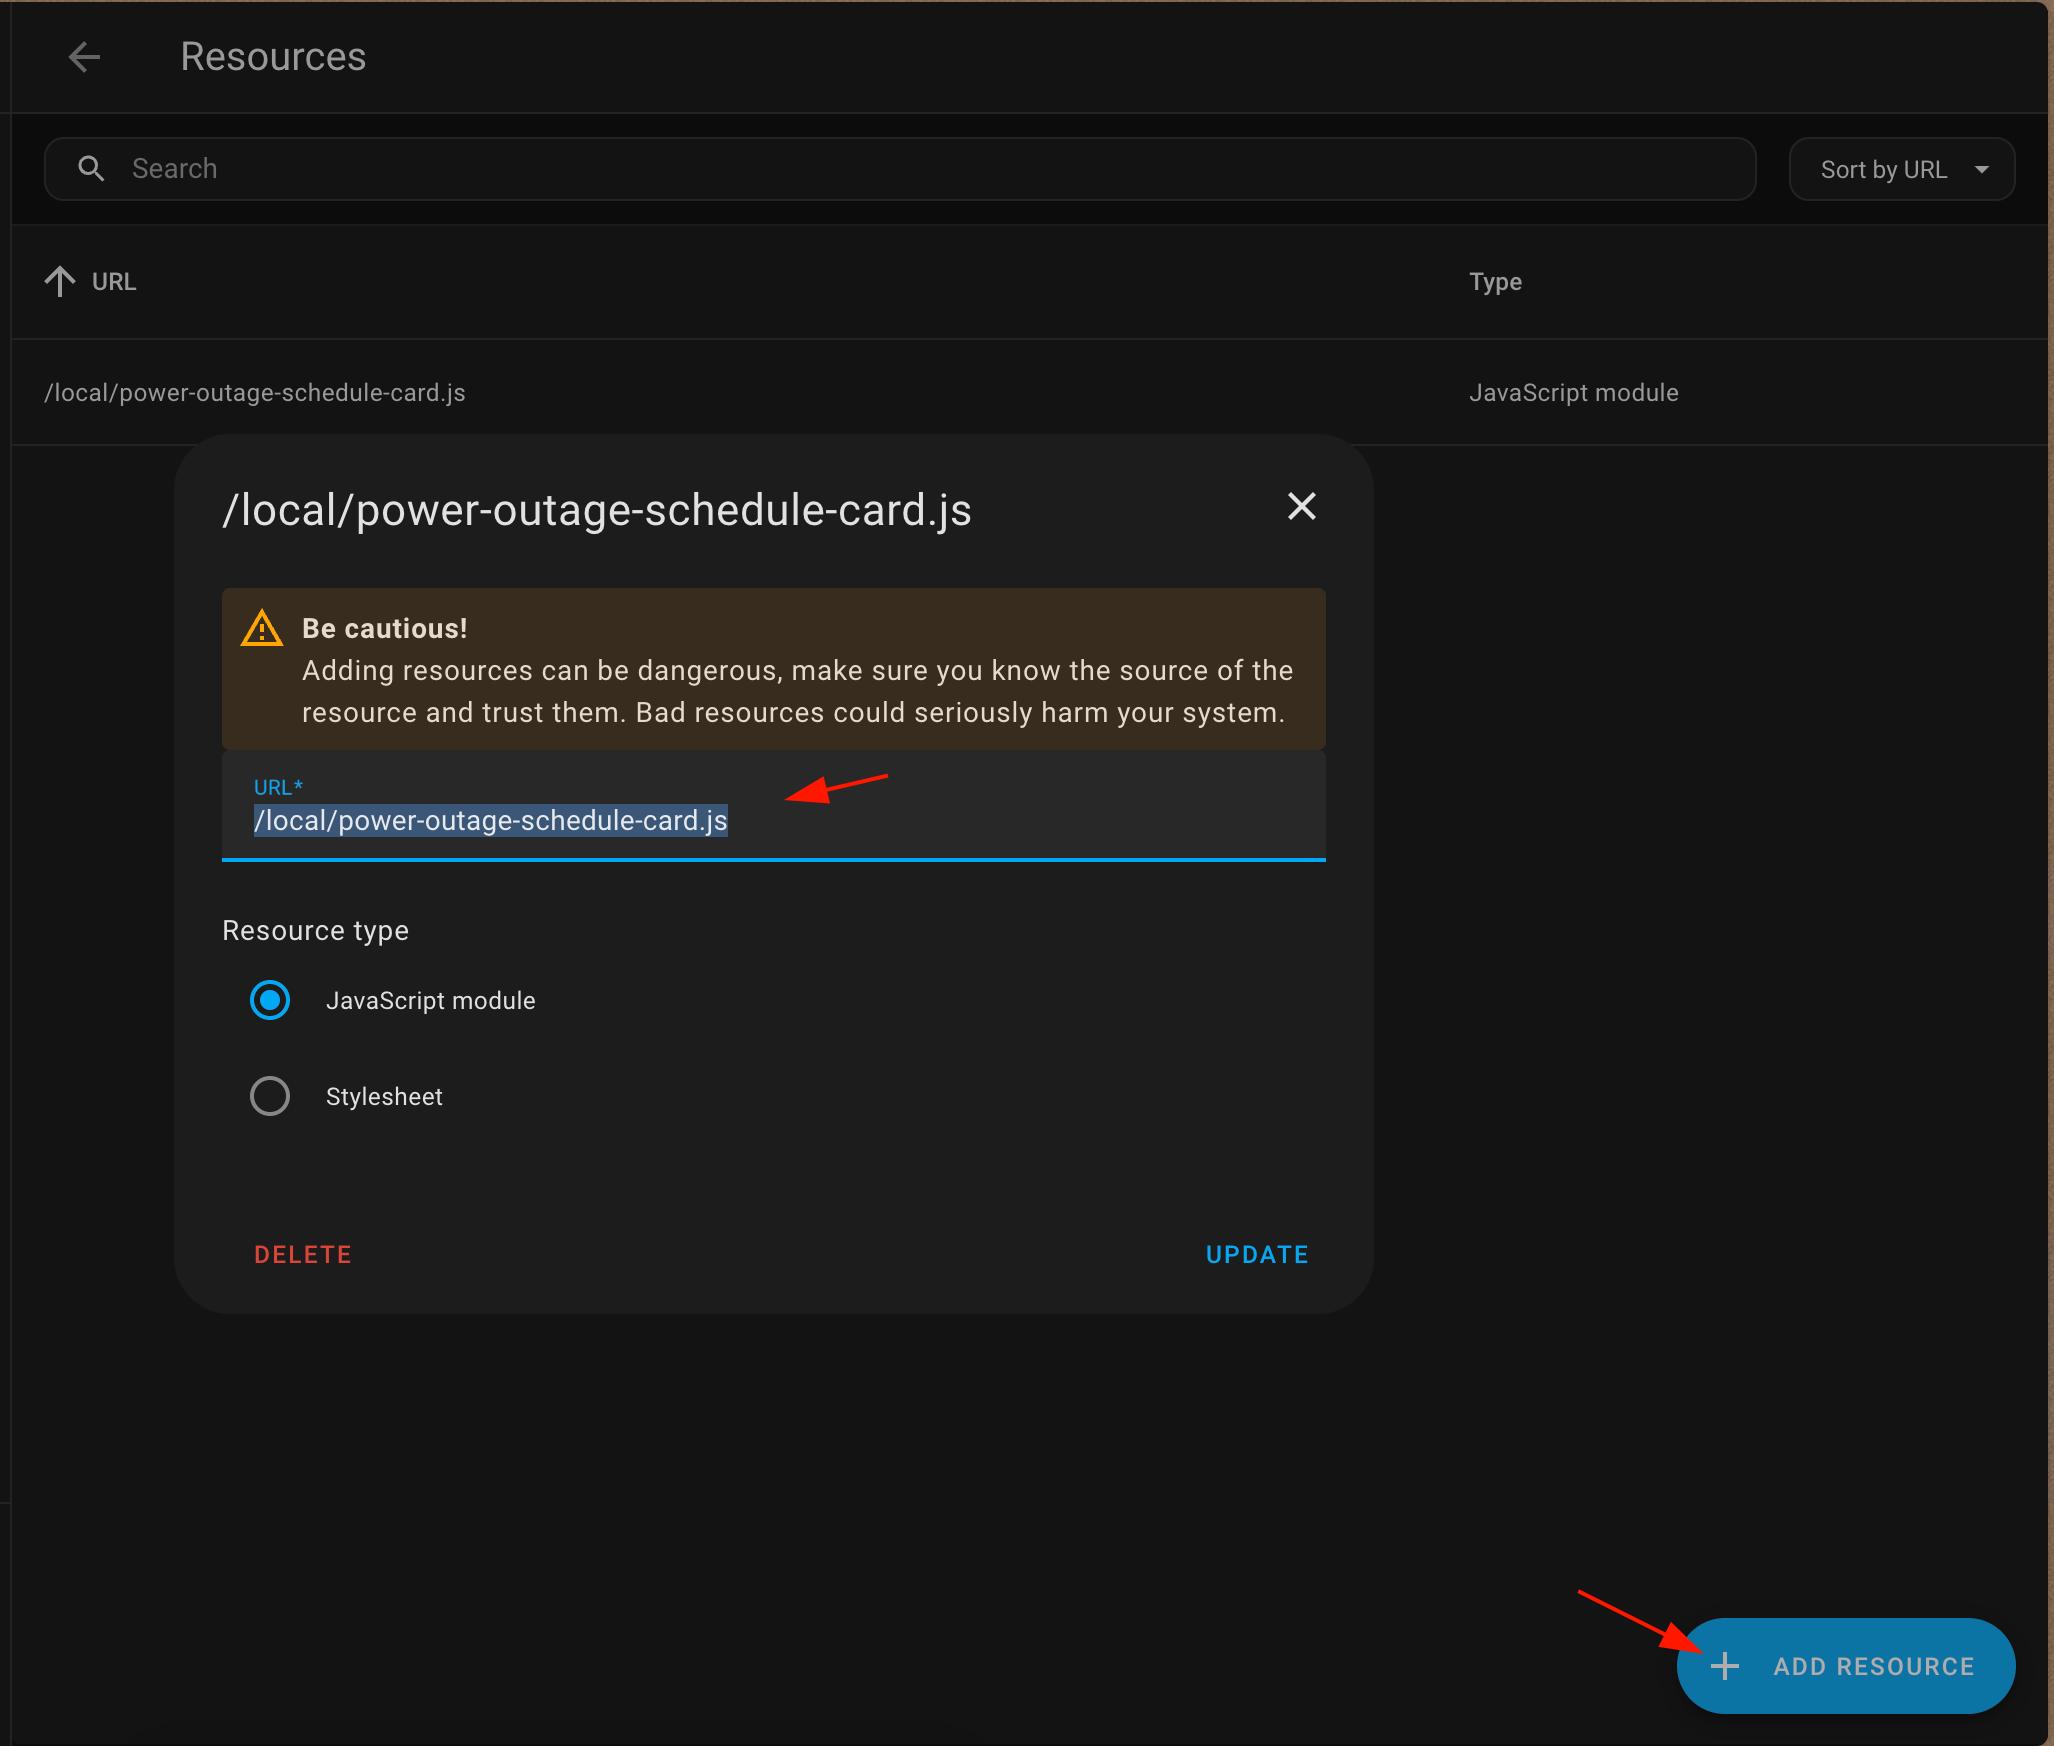 Resources
Search
Sort by URL
URL
Type
/local/power-outage-schedule-card.js
JavaScript module
/local/power-outage-schedule-card.js
Be cautious!
Adding resources can be dangerous, make sure you know the source of the
resource and trust them. Bad resources could seriously harm your system.
URL*
/local/power-outage-schedule-card.js
Resource type
JavaScript module
Stylesheet
DELETE
UPDATE
ADD RESOURCE